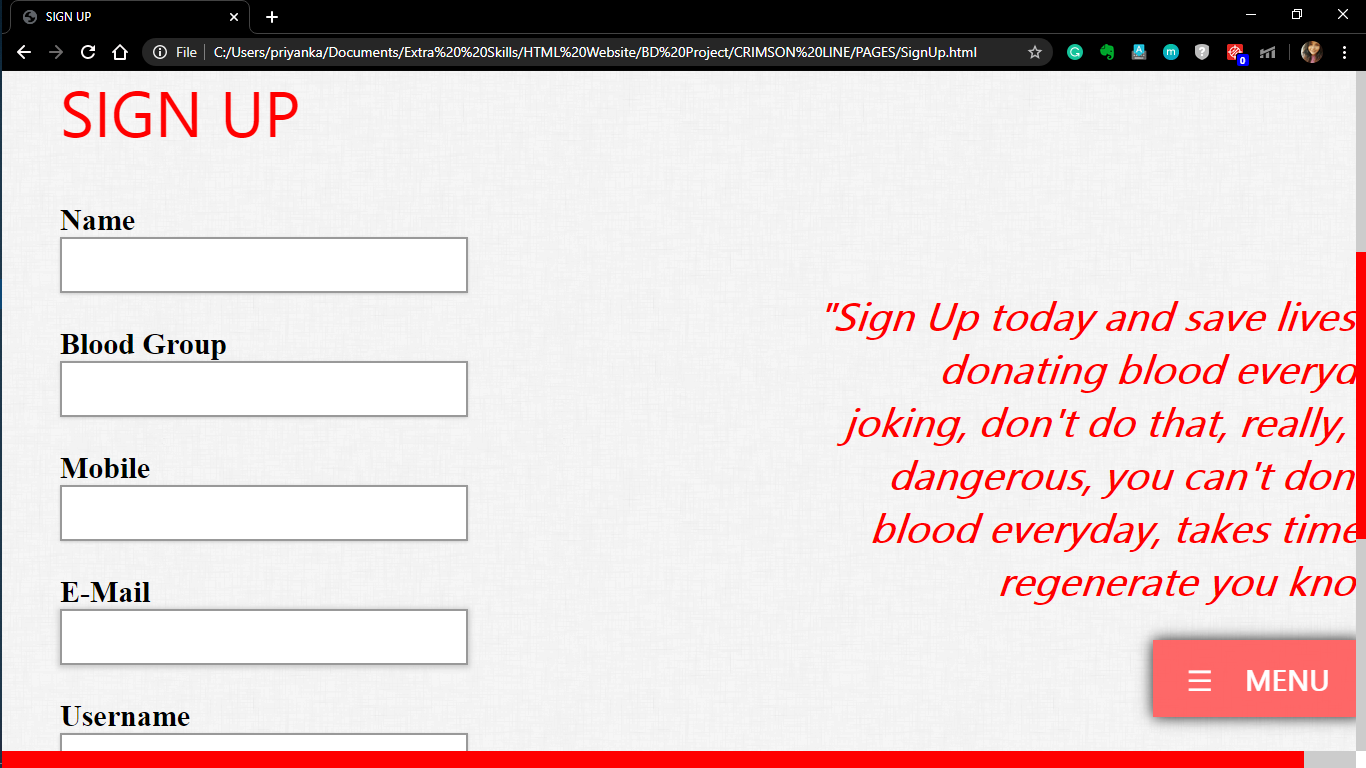 SIGN UP
File
C:/Users/priyanka/Documents/Extra%20%20Skills/HTML%20Website/BD%20Project/CRIMSON%20LINE/PAGES/SignUp.html
0
SIGN UP
Name
Blood Group
Mobile
E-Mail
Username
"Sign Up today and save lives
donating blood everyd
joking, don't do that, really,
dangerous, you can't don
blood everyday, takes time
regenerate you kno
☰ MENU